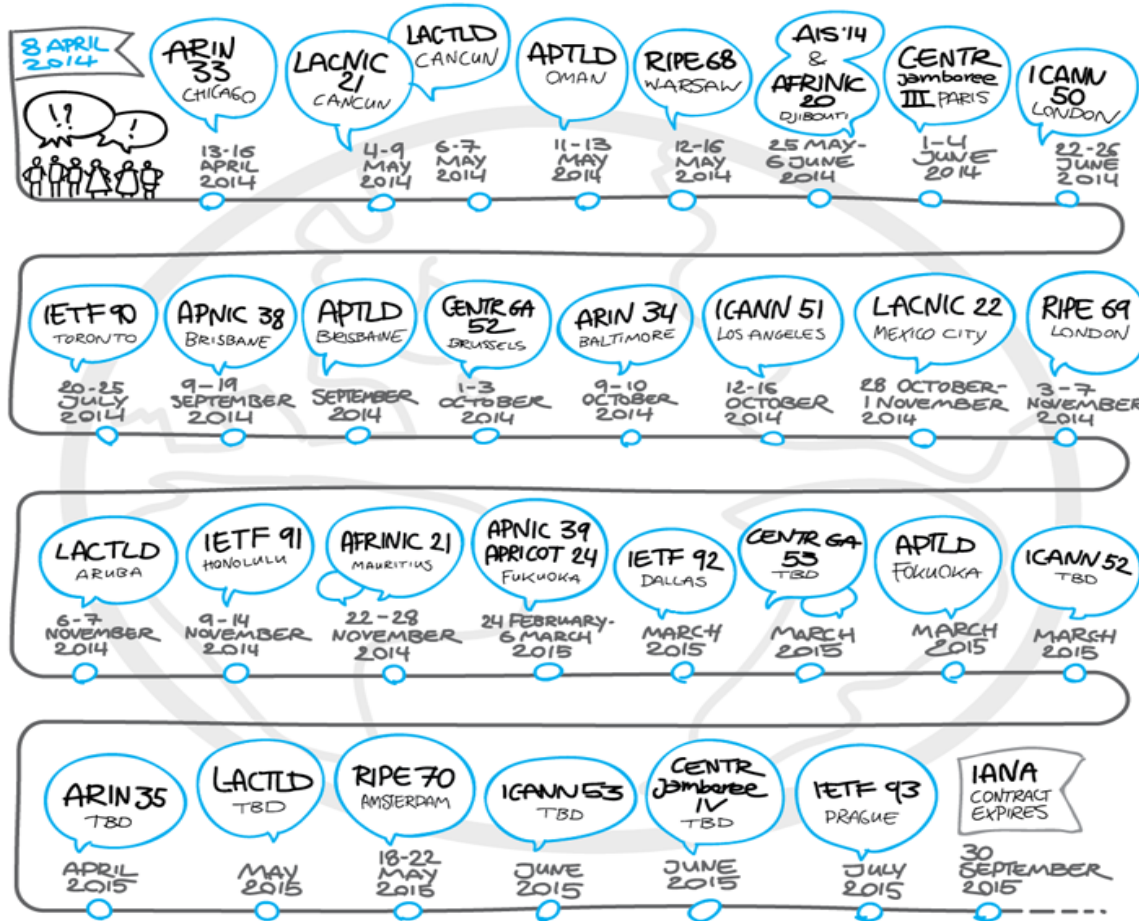 8 APRIL
2014
!?
!
ARIN
33
CHICAGO
13-16
APRIL
2014
LACNIC
21
CANCUN
4-9
MAY
2014
LACTLD
CANCUN
6-7
MAY
2014
APTLD
OMAN
11-13
MAY
2014
RIPE 68
WARSAW
12-16
MAY
2014
AIS'14
&
AFRINIC
20
DJIBOUTI
25 MAY-
6 JUNE
2014
CENTR
jamboree
III PARIS
1-4
JUNE
2014
ICANN
50
LONDON
22-26
JUNE
2014
IETF 90
TORONTO
20-25
JULY
2014
APNIC 38
BRISBANE
9-19
SEPTEMBER
2014
APTLD
BRISBAINE
SEPTEMBER
2014
CENTR GA
52
BRUSSELS
1-3
OCTOBER
2014
ARIN 34
BALTIMORE
9-10
OCTOBER
2014
ICANN 51
LOS ANGELES
12-16
OCTOBER
2014
LACNIC 22
MEXICO CITY
28 OCTOBER-
1 NOVEMBER
2014
RIPE 69
LONDON
3-7
NOVEMBER
2014
LACTLD
ARUBA
6-7
NOVEMBER
2014
IETF 91
HONOLULU
9-14
NOVEMBER
2014
AFRINIC 21
MAURITIUS
22-28
NOVEMBER
2014
APNIC 39
APRICOT 24
FUKUOKA
24 FEBRUARY-
6 MARCH
2015
IETF 92
DALLAS
MARCH
2015
CENTR GA
53
TBD
MARCH
2015
APTLD
FOKUOKA
MARCH
2015
ICANN 52
TBD
MARCH
2015
ARIN 35
TBD
APRIL
2015
LACTLD
TBD
MAY
2015
RIPE 70
AMSTERDAM
18-22
MAY
2015
ICANN 53
TBD
JUNE
2015
CENTR
jamboree
IV
TBD
JUNE
2015
IETF 93
PRAGUE
JULY
2015
IANA
CONTRACT
EXPIRES
30
SEPTEMBER
2015